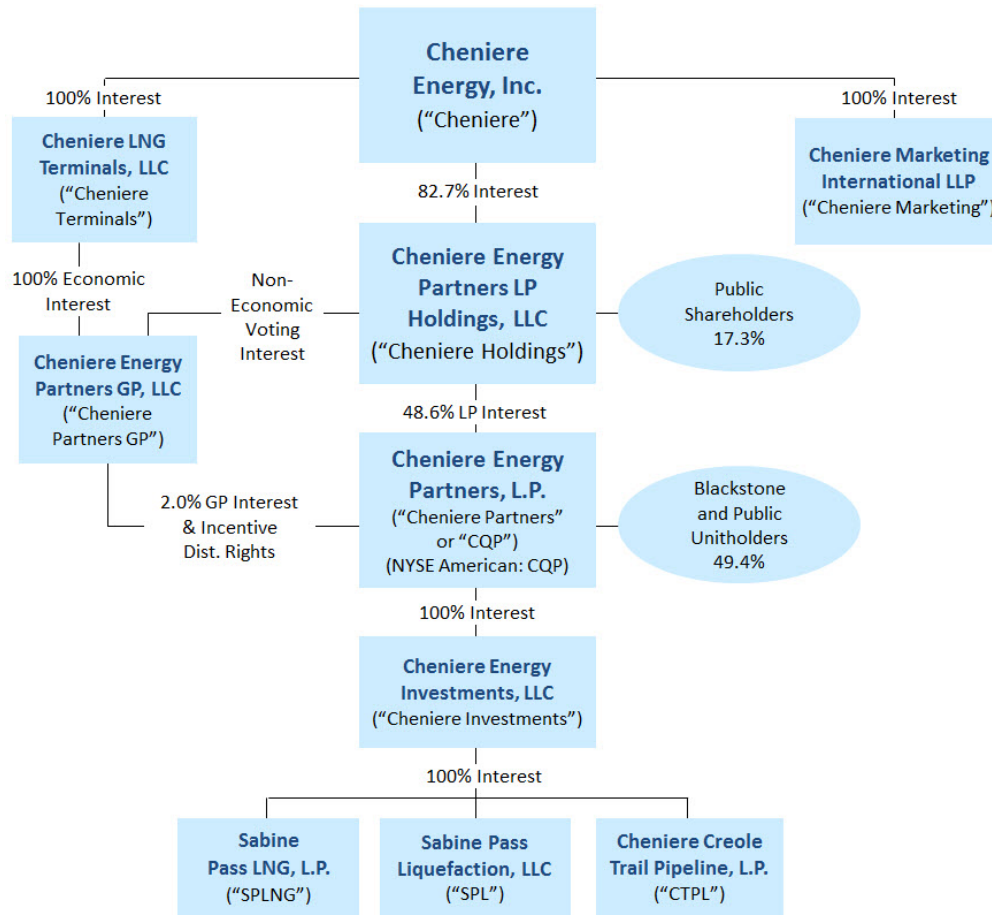 Cheniere
Energy, Inc.
(“Cheniere”)
100% Interest
100% Interest
Cheniere LNG
Terminals, LLC
(“Cheniere
Terminals”)
82.7% Interest
Cheniere Marketing
International LLP
(“Cheniere Marketing”)
100% Economic
Interest
Non-
Economic
Voting
Interest
Cheniere Energy
Partners LP
Holdings, LLC
(“Cheniere Holdings”)
Public
Shareholders
17.3%
Cheniere Energy
Partners GP, LLC
(“Cheniere
Partners GP”)
48.6% LP Interest
2.0% GP Interest
& Incentive
Dist. Rights
Cheniere Energy
Partners, L.P.
(“Cheniere Partners”
or “CQP”)
(NYSE American: CQP)
Blackstone
and Public
Unitholders
49.4%
100% Interest
Cheniere Energy
Investments, LLC
(“Cheniere Investments”)
100% Interest
Sabine
Pass LNG, L.P.
(“SPLNG”)
Sabine Pass
Liquefaction, LLC
(“SPL”)
Cheniere Creole
Trail Pipeline, L.P.
(“CTPL”)